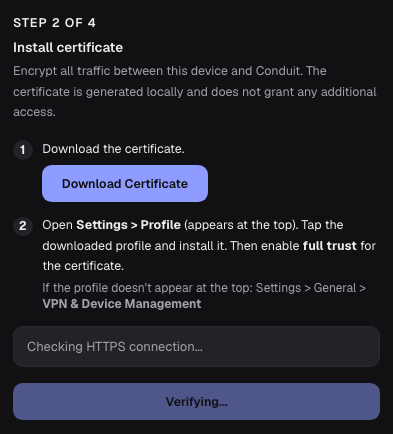 STEP 2 OF 4
Install certificate
Encrypt all traffic between this device and Conduit. The
certificate is generated locally and does not grant any additional
access.
1 Download the certificate.
Download Certificate
2 Open Settings > Profile (appears at the top). Tap the
downloaded profile and install it. Then enable full trust for
the certificate.
If the profile doesn't appear at the top: Settings > General >
VPN & Device Management
Checking HTTPS connection...
Verifying...